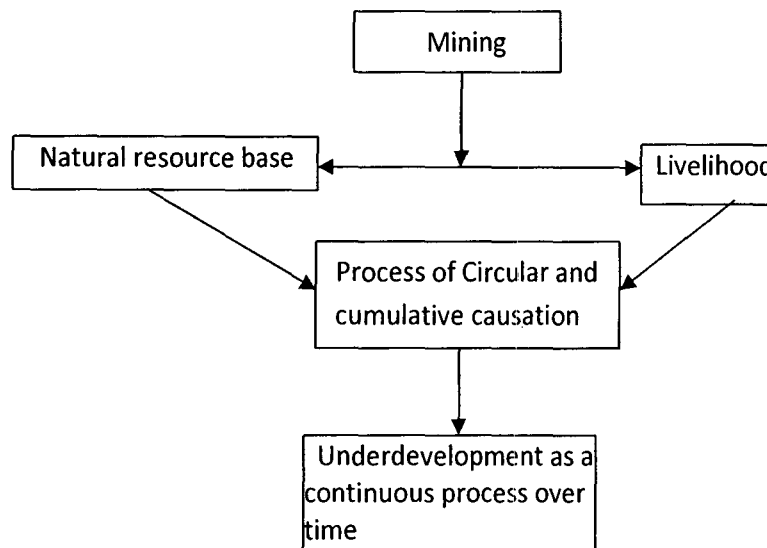 Mining
Natural resource base
Livelihood
Process of Circular and
cumulative causation
Underdevelopment as a
continuous process over
time